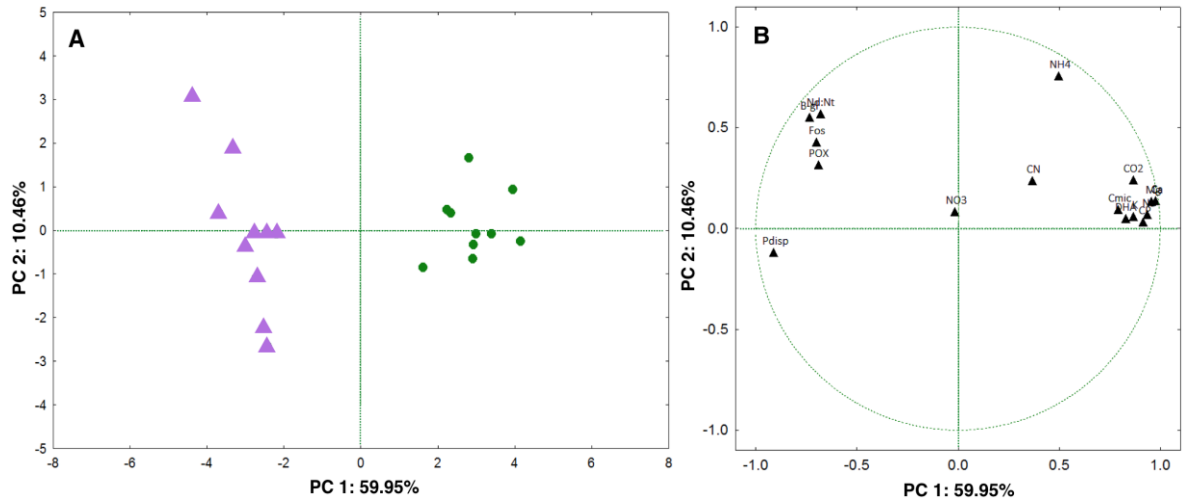 A
5
4
3
2
1
0
-1
-2
-3
-4
-5
PC 2: 10.46%
-8
-6
-4
-2
0
2
4
6
8
PC 1: 59.95%
B
1.0
0.5
0.0
-0.5
-1.0
PC 2: 10.46%
NH4
Nd:Nt
Fos
POX
CN
CO2
NO3
Cmic
DHA
Pdisp
-1.0
-0.5
0.0
0.5
1.0
PC 1: 59.95%